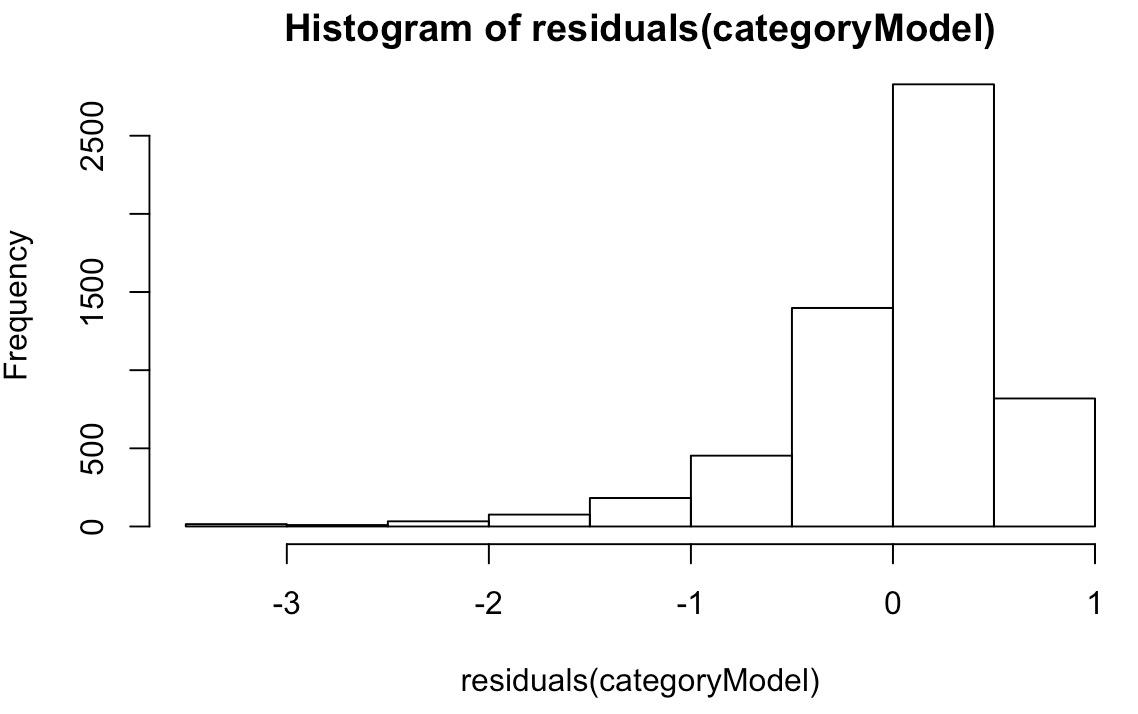 Histogram of residuals(categoryModel)
Frequency
2500
1500
500
0
-3 -2 -1 0 1
residuals(categoryModel)